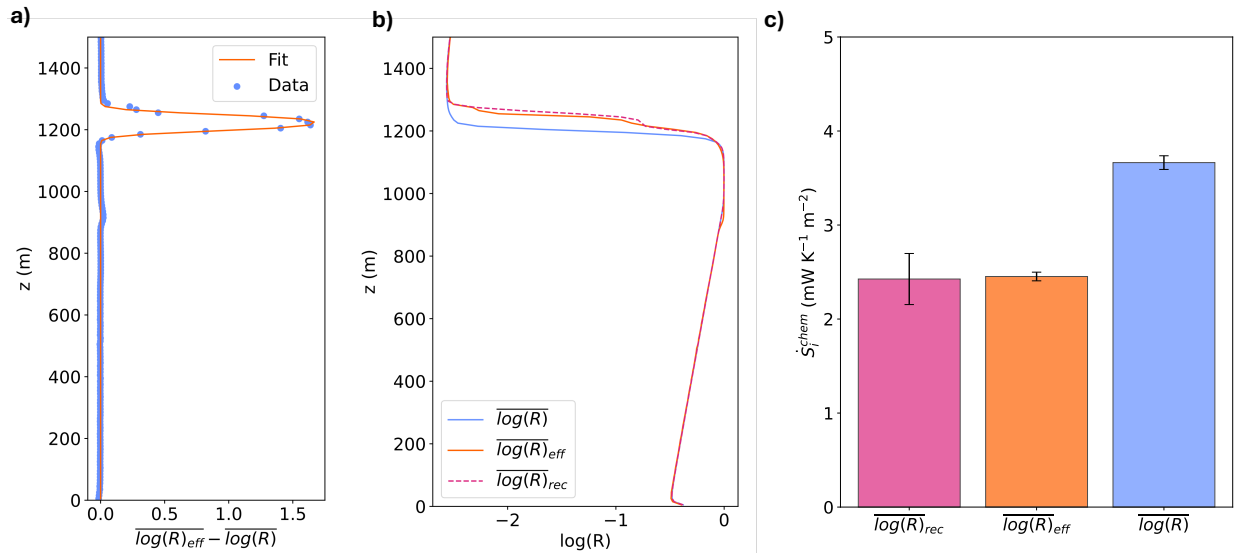 a)
Fit
Data
z (m)
1400
1200
1000
800
600
400
200
0
0.0 0.5 1.0 1.5
log(R)eff − log(R)
b)
z (m)
1400
1200
1000
800
600
400
200
0
log(R)
log(R)eff
log(R)rec
−2 −1 0
log(R)
c)
Ṡᵢᶜʰᵉᵐ (mW K⁻¹ m⁻²)
5
4
3
2
1
0
log(R)rec log(R)eff log(R)